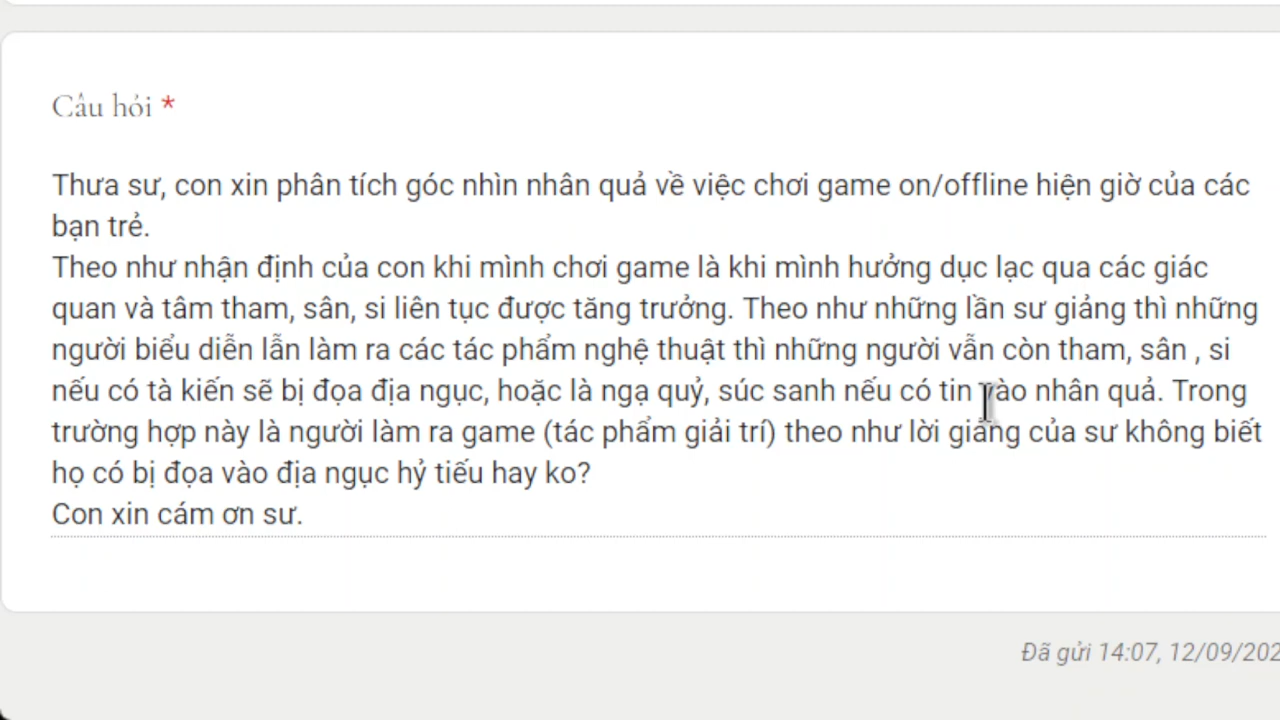 Câu hỏi *
Thưa sư, con xin phân tích góc nhìn nhân quả về việc chơi game on/offline hiện giờ của các
bạn trẻ.
Theo như nhận định của con khi mình chơi game là khi mình hưởng dục lạc qua các giác
quan và tâm tham, sân, si liên tục được tăng trưởng. Theo như những lần sư giảng thì những
người biểu diễn lẫn làm ra các tác phẩm nghệ thuật thì những người vẫn còn tham, sân , si
nếu có tà kiến sẽ bị đọa địa ngục, hoặc là ngạ quỷ, súc sanh nếu có tin vào nhân quả. Trong
trường hợp này là người làm ra game (tác phẩm giải trí) theo như lời giảng của sư không biết
họ có bị đọa vào địa ngục hỷ tiếu hay ko?
Con xin cám ơn sư.
Đã gửi 14:07, 12/09/202